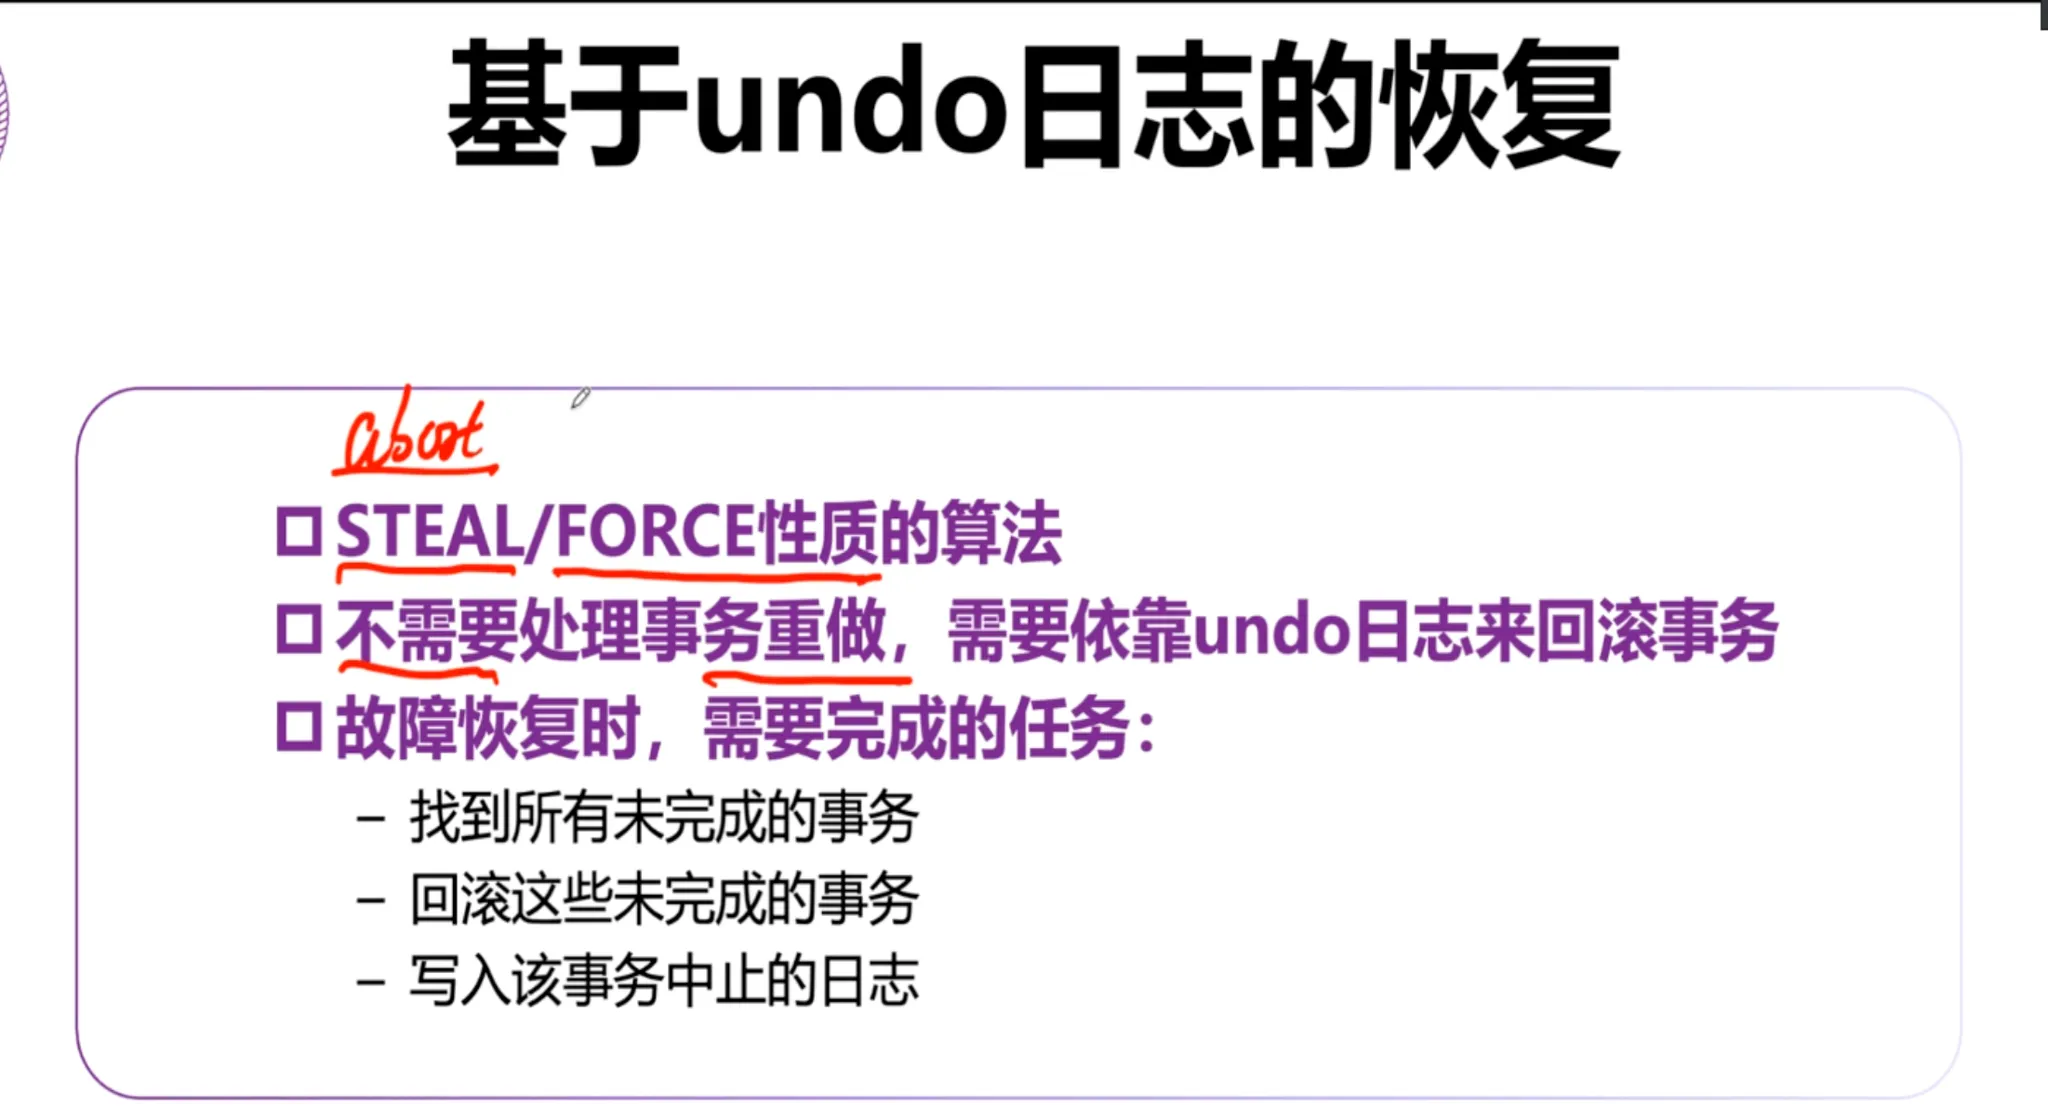 基于undo日志的恢复
abort
STEAL/FORCE性质的算法
不需要处理事务重做，需要依靠undo日志来回滚事务
故障恢复时，需要完成的任务：
– 找到所有未完成的事务
– 回滚这些未完成的事务
– 写入该事务中止的日志